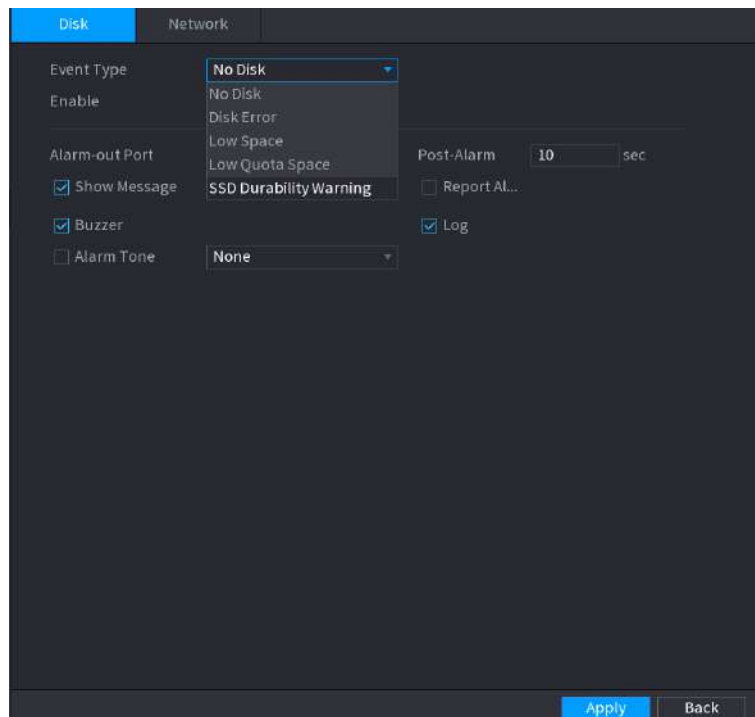 Disk Network
Event Type No Disk
No Disk
Enable
Disk Error
Low Space
Alarm-out Port Post-Alarm 10 sec
Low Quota Space
Show Message SSD Durability Warning Report Al...
Buzzer Log
Alarm Tone None
Apply Back